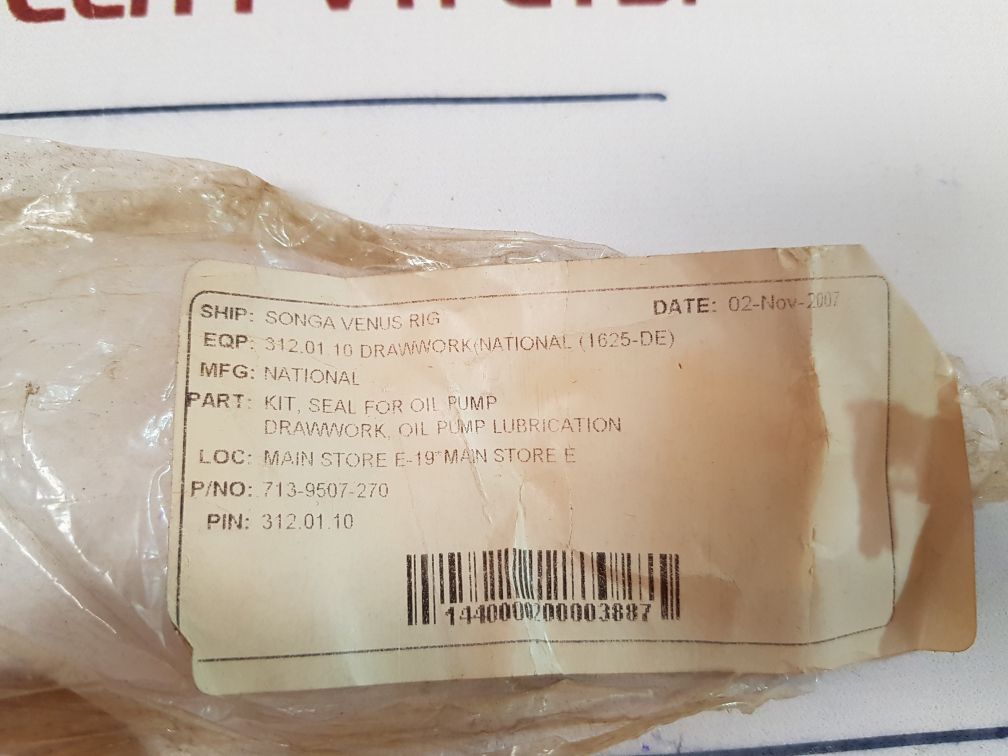 SHIP: SONGA VENUS RIG DATE: 02-Nov-2007
EQP: 312.01.10 DRAWWORK(NATIONAL (1625-DE)
MFG: NATIONAL
PART: KIT, SEAL FOR OIL PUMP
DRAWWORK, OIL PUMP LUBRICATION
LOC: MAIN STORE E-19*MAN STORE E
P/NO: 713-9507-270
PIN: 312.01.10
144000200003887